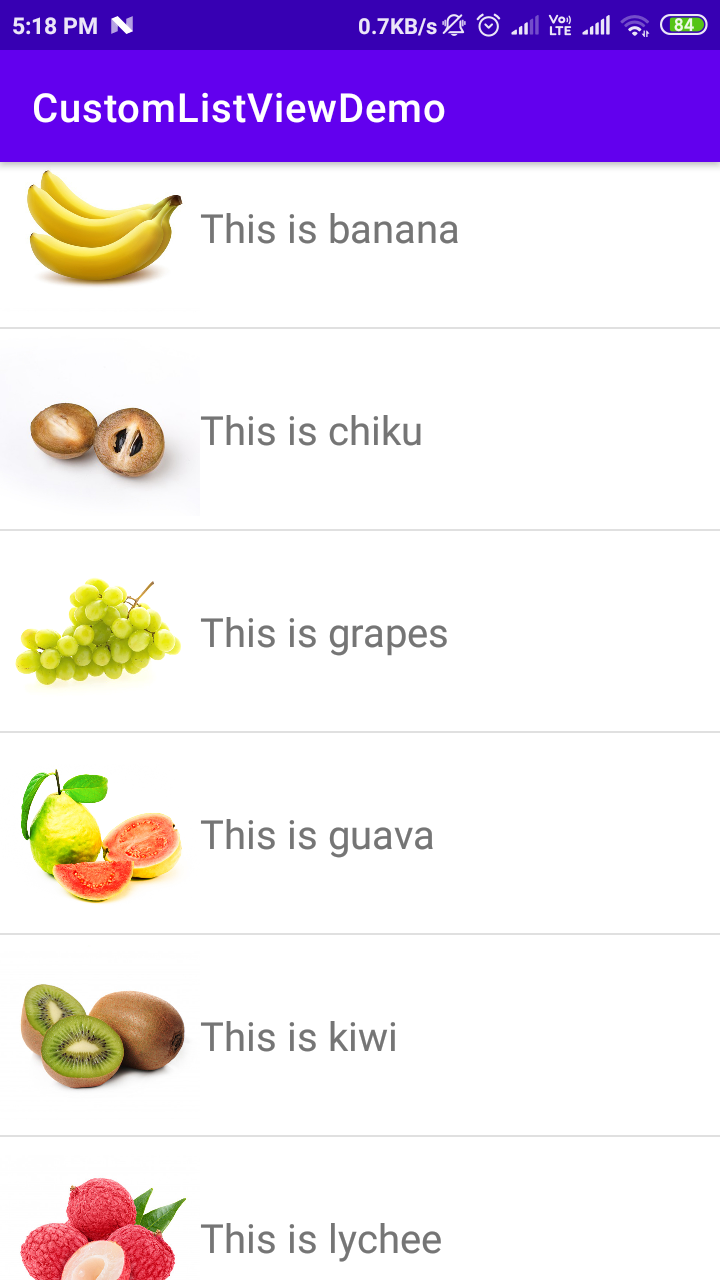 5:18 PM 0.7KB/s Vo) LTE 84
CustomListViewDemo
This is banana
This is chiku
This is grapes
This is guava
This is kiwi
This is lychee